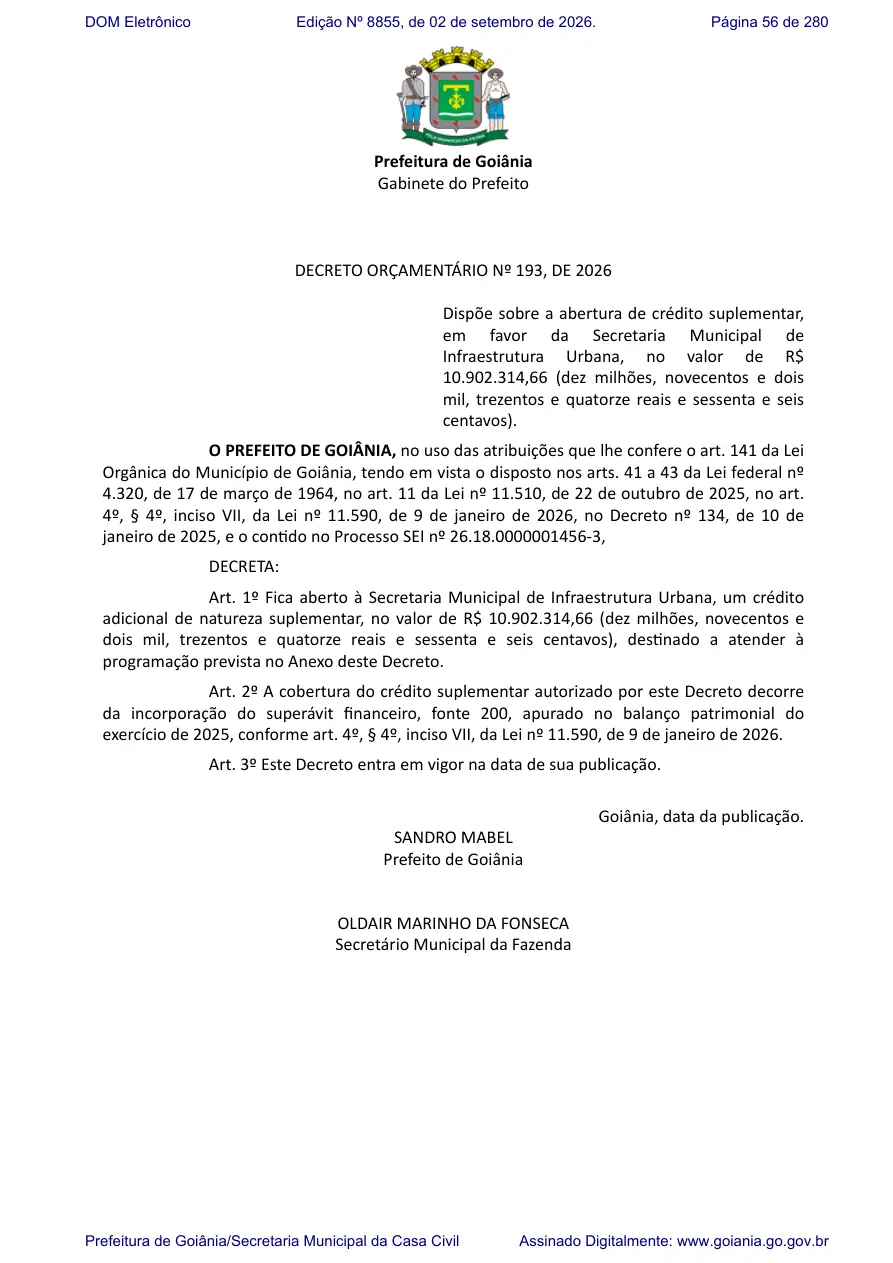 DOM Eletrônico Edição Nº 8855, de 02 de setembro de 2026. Página 56 de 280
PELA GRANDEZA DA PÁTRIA
Prefeitura de Goiânia
Gabinete do Prefeito
DECRETO ORÇAMENTÁRIO Nº 193, DE 2026
Dispõe sobre a abertura de crédito suplementar,
em favor da Secretaria Municipal de
Infraestrutura Urbana, no valor de R$
10.902.314,66 (dez milhões, novecentos e dois
mil, trezentos e quatorze reais e sessenta e seis
centavos).
O PREFEITO DE GOIÂNIA, no uso das atribuições que lhe confere o art. 141 da Lei
Orgânica do Município de Goiânia, tendo em vista o disposto nos arts. 41 a 43 da Lei federal nº
4.320, de 17 de março de 1964, no art. 11 da Lei nº 11.510, de 22 de outubro de 2025, no art.
4º, § 4º, inciso VII, da Lei nº 11.590, de 9 de janeiro de 2026, no Decreto nº 134, de 10 de
janeiro de 2025, e o contido no Processo SEI nº 26.18.0000001456-3,
DECRETA:
Art. 1º Fica aberto à Secretaria Municipal de Infraestrutura Urbana, um crédito
adicional de natureza suplementar, no valor de R$ 10.902.314,66 (dez milhões, novecentos e
dois mil, trezentos e quatorze reais e sessenta e seis centavos), destinado a atender à
programação prevista no Anexo deste Decreto.
Art. 2º A cobertura do crédito suplementar autorizado por este Decreto decorre
da incorporação do superávit financeiro, fonte 200, apurado no balanço patrimonial do
exercício de 2025, conforme art. 4º, § 4º, inciso VII, da Lei nº 11.590, de 9 de janeiro de 2026.
Art. 3º Este Decreto entra em vigor na data de sua publicação.
Goiânia, data da publicação.
SANDRO MABEL
Prefeito de Goiânia
OLDAIR MARINHO DA FONSECA
Secretário Municipal da Fazenda
Prefeitura de Goiânia/Secretaria Municipal da Casa Civil Assinado Digitalmente: www.goiania.go.gov.br